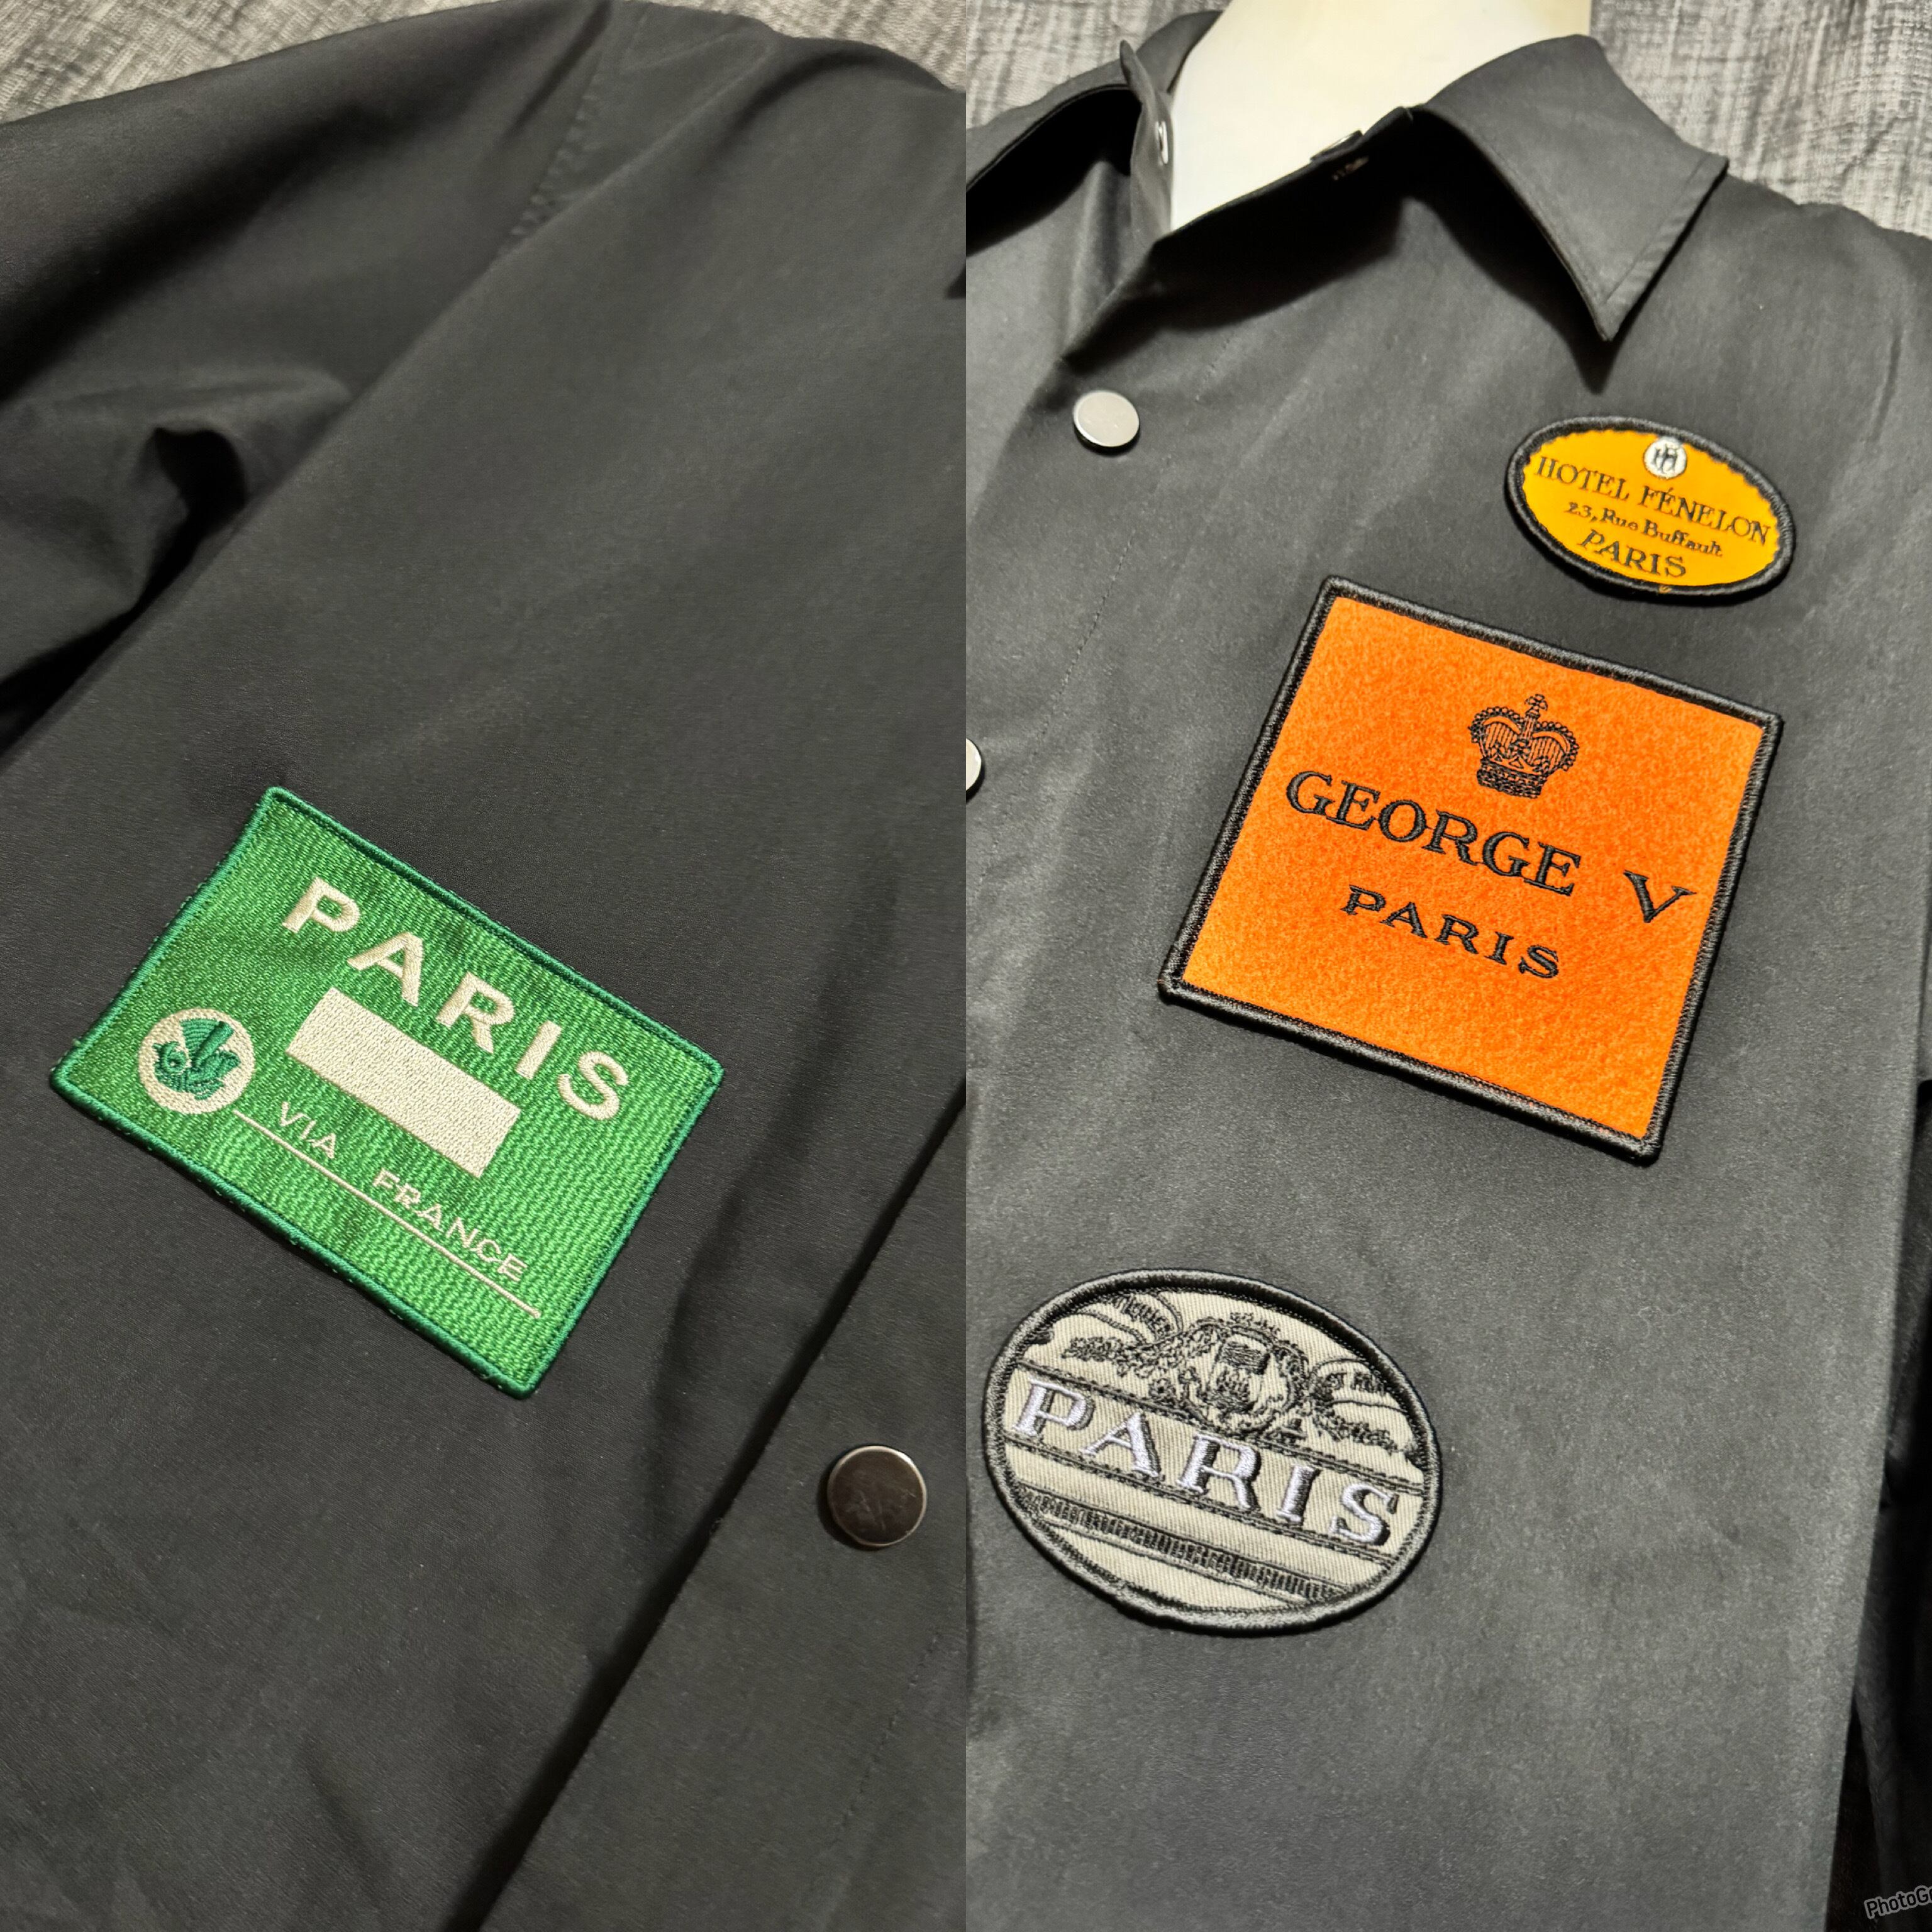 PARIS
VIA FRANCE
HOTEL FÉNELON
23, Rue Buffault
PARIS
GEORGE V
PARIS
PARIS